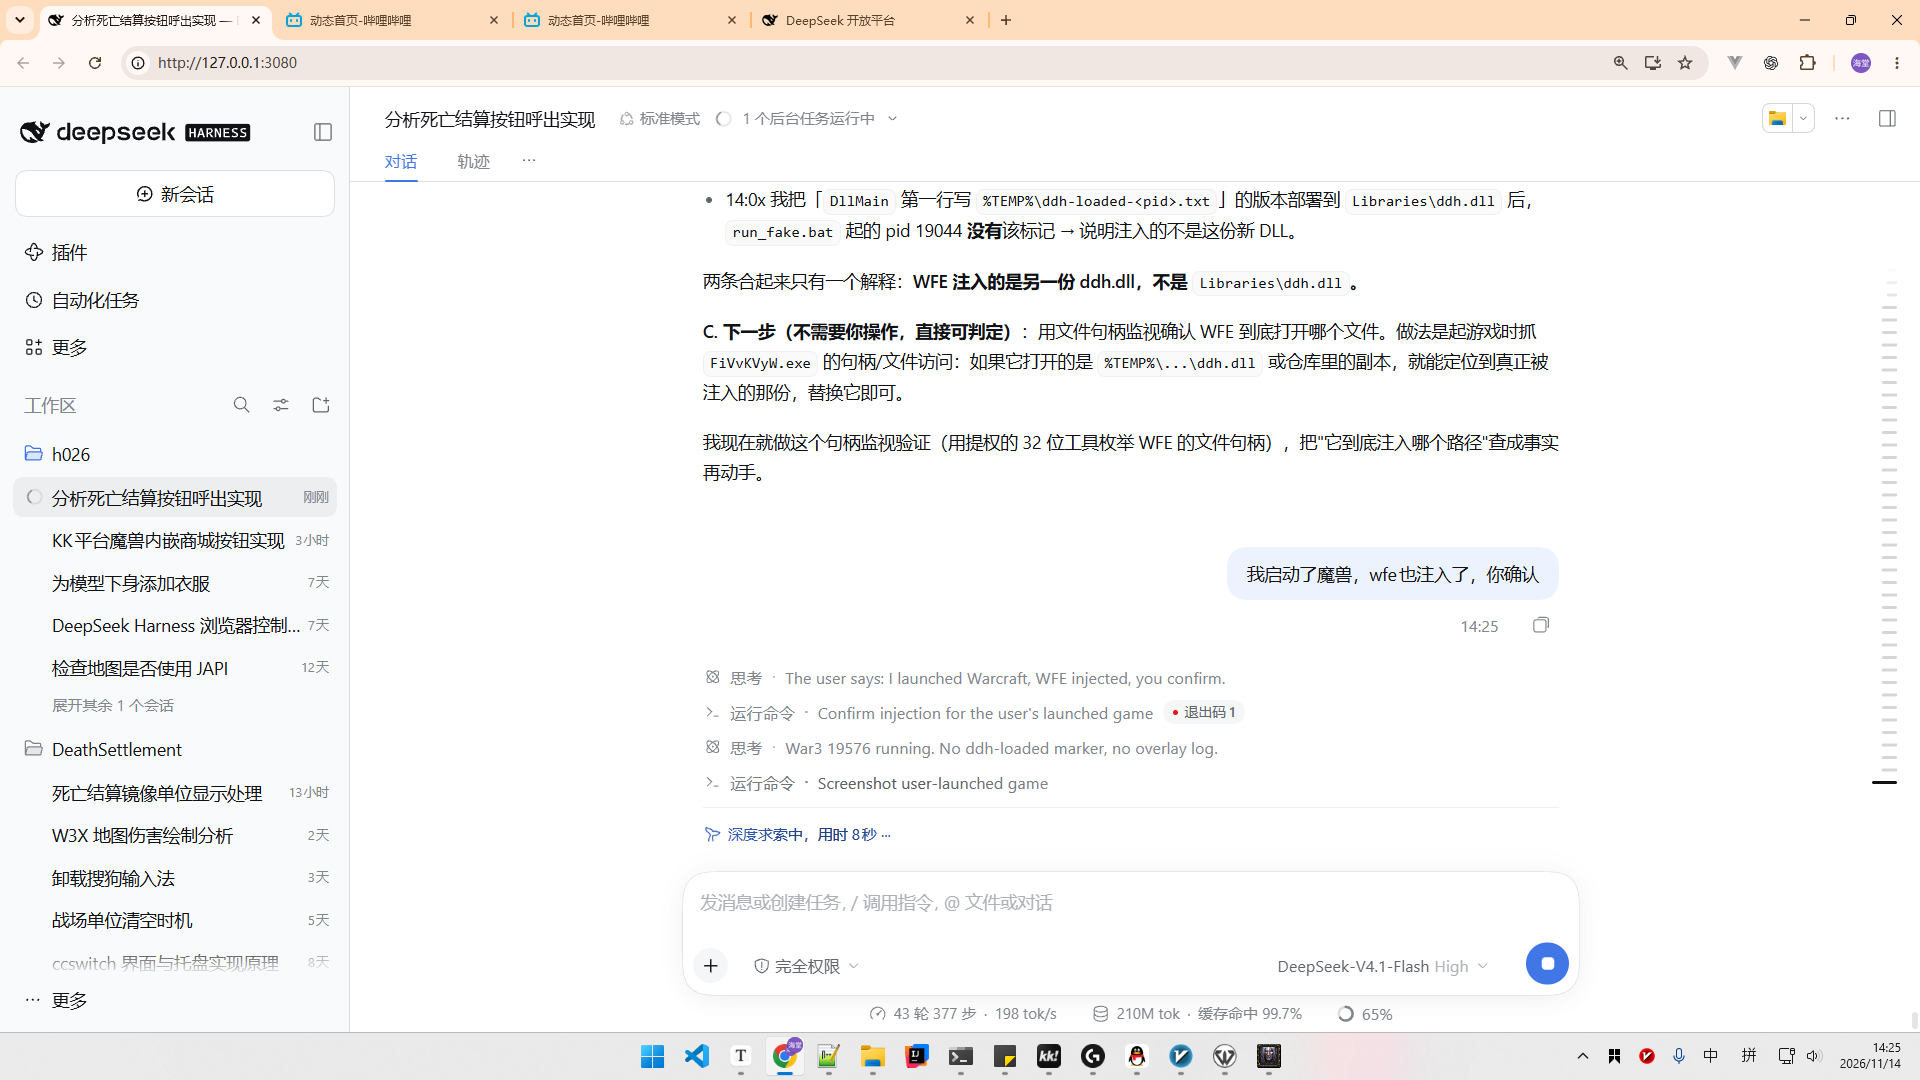 分析死亡结算按钮呼出实现 —
动态首页-哔哩哔哩
动态首页-哔哩哔哩
DeepSeek 开放平台
http://127.0.0.1:3080
海堂
deepseek HARNESS
新会话
插件
自动化任务
更多
工作区
h026
分析死亡结算按钮呼出实现 刚刚
KK平台魔兽内嵌商城按钮实现 3小时
为模型下身添加衣服 7天
DeepSeek Harness 浏览器控制... 7天
检查地图是否使用 JAPI 12天
展开其余 1 个会话
DeathSettlement
死亡结算镜像单位显示处理 13小时
W3X 地图伤害绘制分析 2天
卸载搜狗输入法 3天
战场单位清空时机 5天
ccswitch 界面与托盘实现原理 8天
更多
分析死亡结算按钮呼出实现 标准模式 1 个后台任务运行中
对话 轨迹 ...
• 14:0x 我把「DllMain 第一行写 %TEMP%\ddh-loaded-<pid>.txt」的版本部署到 Libraries\ddh.dll 后，
run_fake.bat 起的 pid 19044 没有该标记 → 说明注入的不是这份新 DLL。
两条合起来只有一个解释：WFE 注入的是另一份 ddh.dll，不是 Libraries\ddh.dll。
C. 下一步（不需要你操作，直接可判定）：用文件句柄监视确认 WFE 到底打开哪个文件。做法是起游戏时抓
FiVvKVyW.exe 的句柄/文件访问：如果它打开的是 %TEMP%\...\ddh.dll 或仓库里的副本，就能定位到真正被
注入的那份，替换它即可。
我现在就做这个句柄监视验证（用提权的 32 位工具枚举 WFE 的文件句柄），把"它到底注入哪个路径"查成事实
再动手。
我启动了魔兽，wfe也注入了，你确认
14:25
思考 · The user says: I launched Warcraft, WFE injected, you confirm.
运行命令 · Confirm injection for the user's launched game • 退出码 1
思考 · War3 19576 running. No ddh-loaded marker, no overlay log.
运行命令 · Screenshot user-launched game
深度求索中，用时 8秒 ...
发消息或创建任务, / 调用指令, @ 文件或对话
完全权限
DeepSeek-V4.1-Flash High
43 轮 377 步 · 198 tok/s 210M tok · 缓存命中 99.7% 65%
T
kk!
中
拼
14:25
2026/11/14